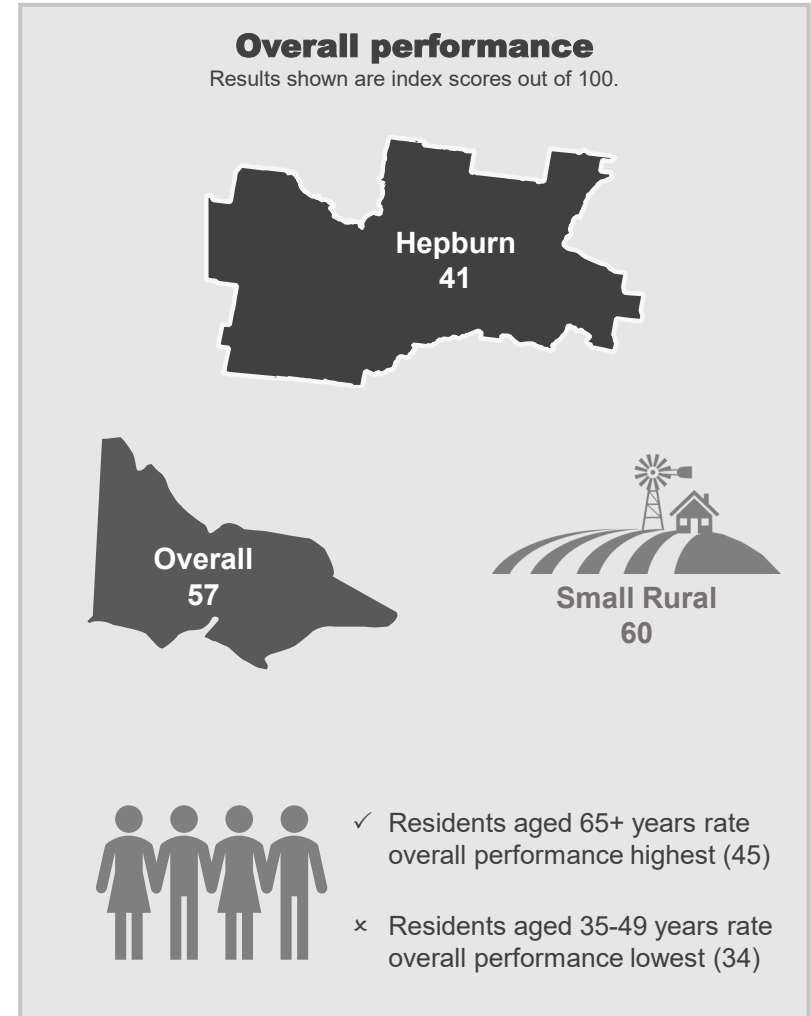 Overall performance
Results shown are index scores out of 100.
Hepburn
41
Overall
57
Small Rural
60
✓ Residents aged 65+ years rate
overall performance highest (45)
× Residents aged 35-49 years rate
overall performance lowest (34)